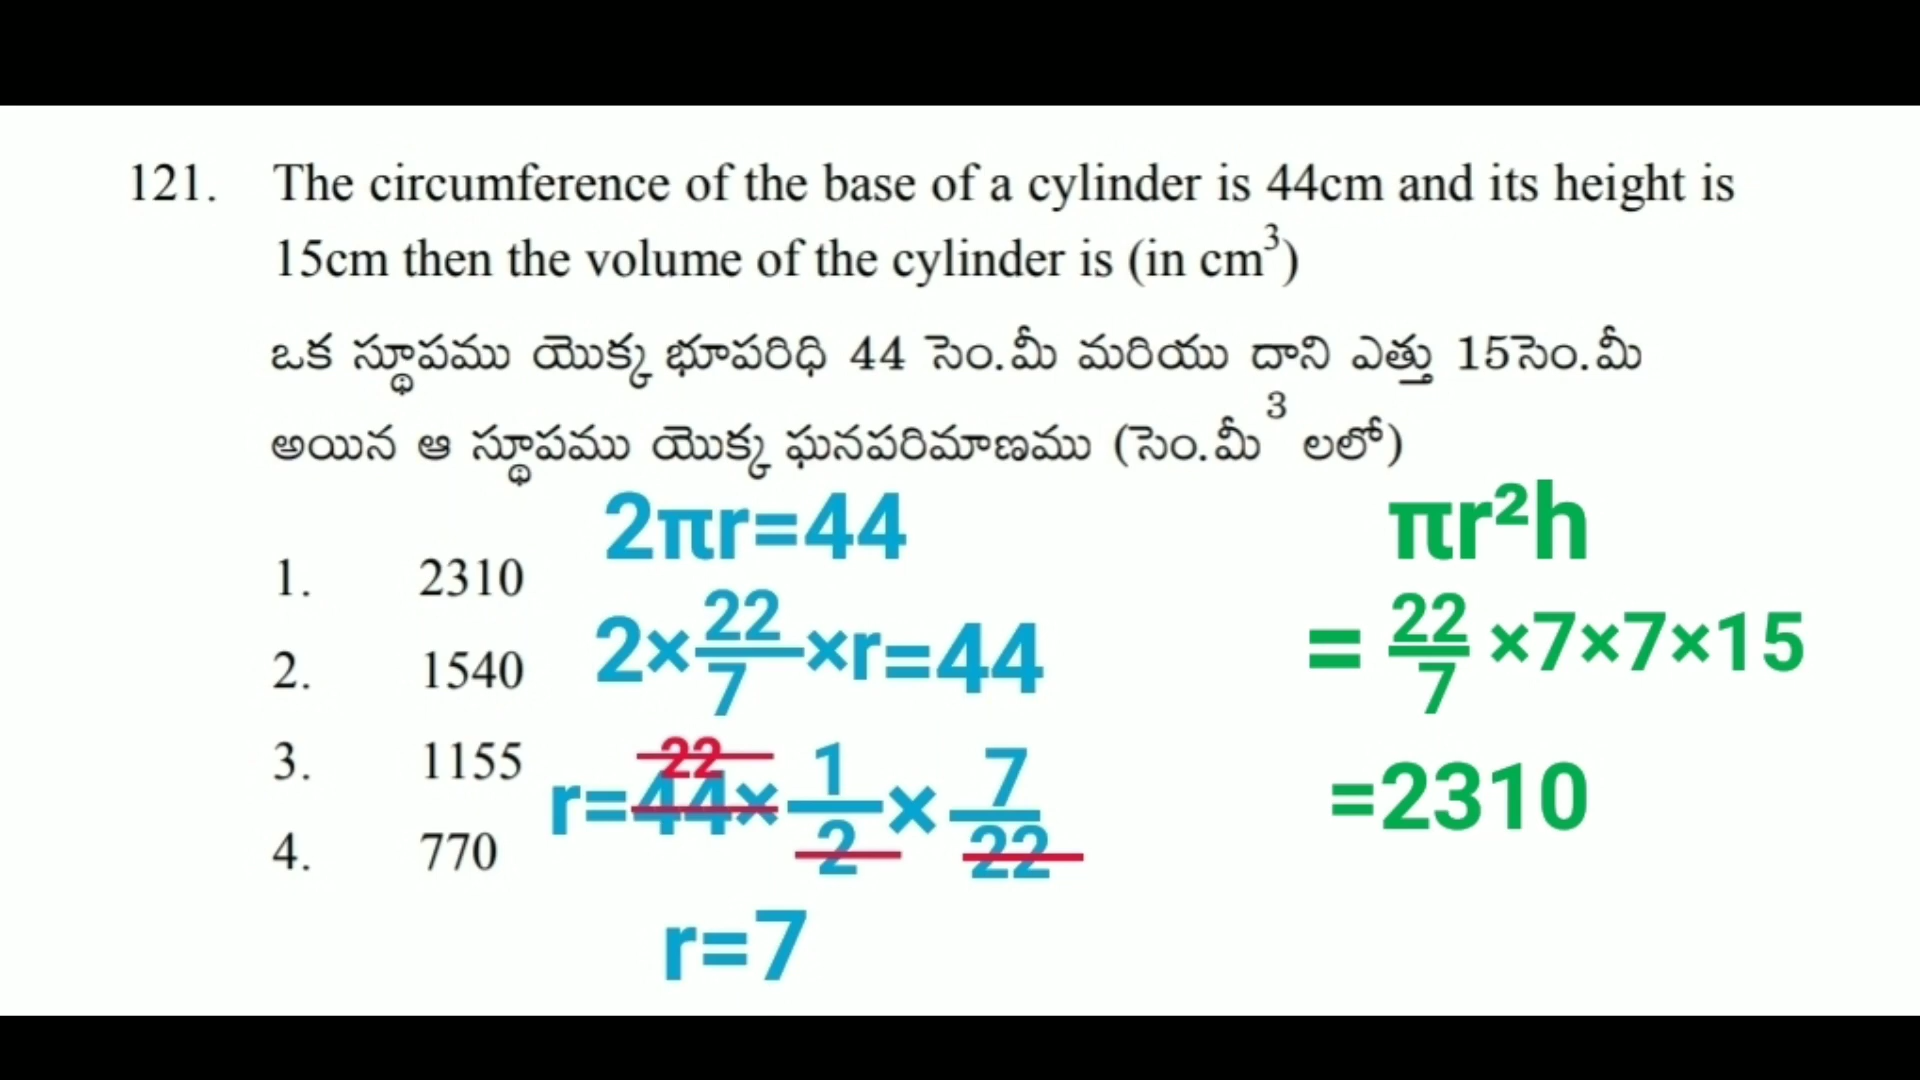 121. The circumference of the base of a cylinder is 44cm and its height is
15cm then the volume of the cylinder is (in cm³)
ఒక స్థూపము యొక్క భూపరిధి 44 సెం.మీ మరియు దాని ఎత్తు 15సెం.మీ
అయిన ఆ స్థూపము యొక్క ఘనపరిమాణము (సెం.మీ³ లలో)
1. 2310
2. 1540
3. 1155
4. 770
2πr=44
2×22/7×r=44
22
r=44×1/2×7/22
r=7
πr²h
=22/7×7×7×15
=2310